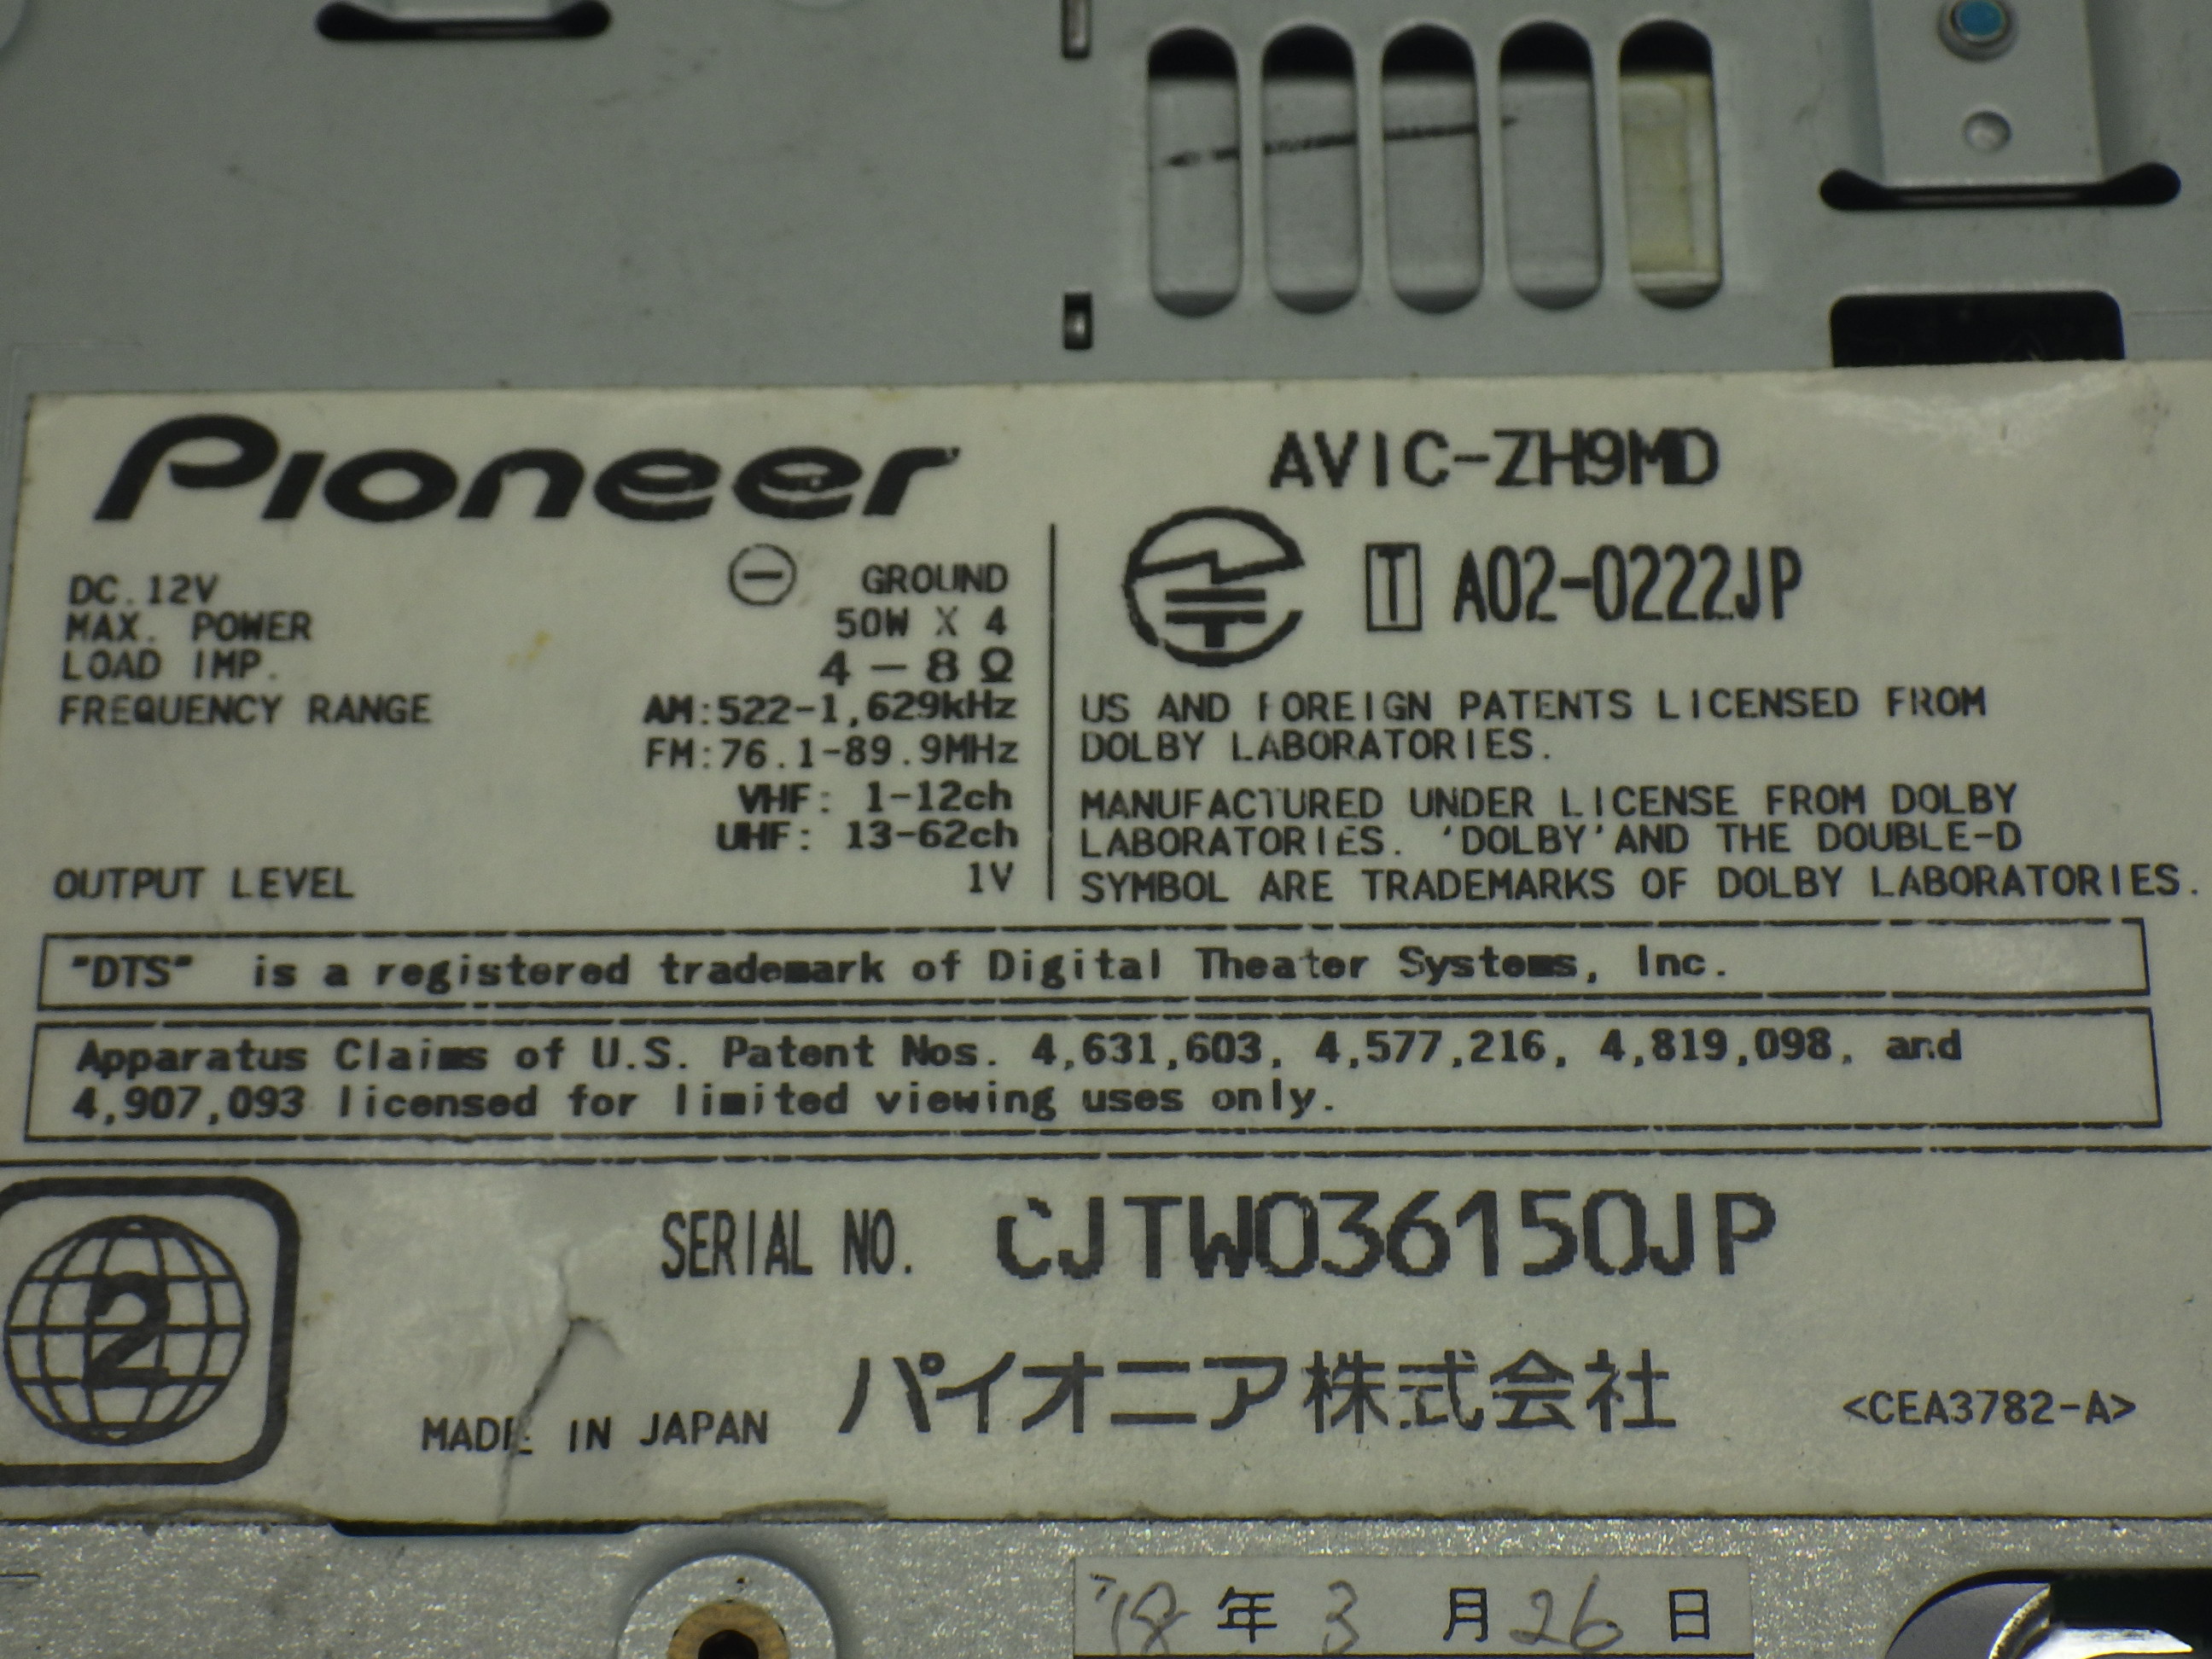 Pioneer
AVIC-ZH9MD
DC.12V ⊖ GROUND
MAX. POWER 50W X 4
LOAD IMP. 4-8Ω
FREQUENCY RANGE AM:522-1,629kHz
FM:76.1-89.9MHz
VHF: 1-12ch
UHF: 13-62ch
OUTPUT LEVEL 1V
T A02-0222JP
US AND FOREIGN PATENTS LICENSED FROM
DOLBY LABORATORIES.
MANUFACTURED UNDER LICENSE FROM DOLBY
LABORATORIES. 'DOLBY'AND THE DOUBLE-D
SYMBOL ARE TRADEMARKS OF DOLBY LABORATORIES.
"DTS" is a registered trademark of Digital Theater Systems, Inc.
Apparatus Claims of U.S. Patent Nos. 4,631,603, 4,577,216, 4,819,098, and
4,907,093 licensed for limited viewing uses only.
2
SERIAL NO. CJTW036150JP
MADE IN JAPAN パイオニア株式会社 <CEA3782-A>
'18年3月26日